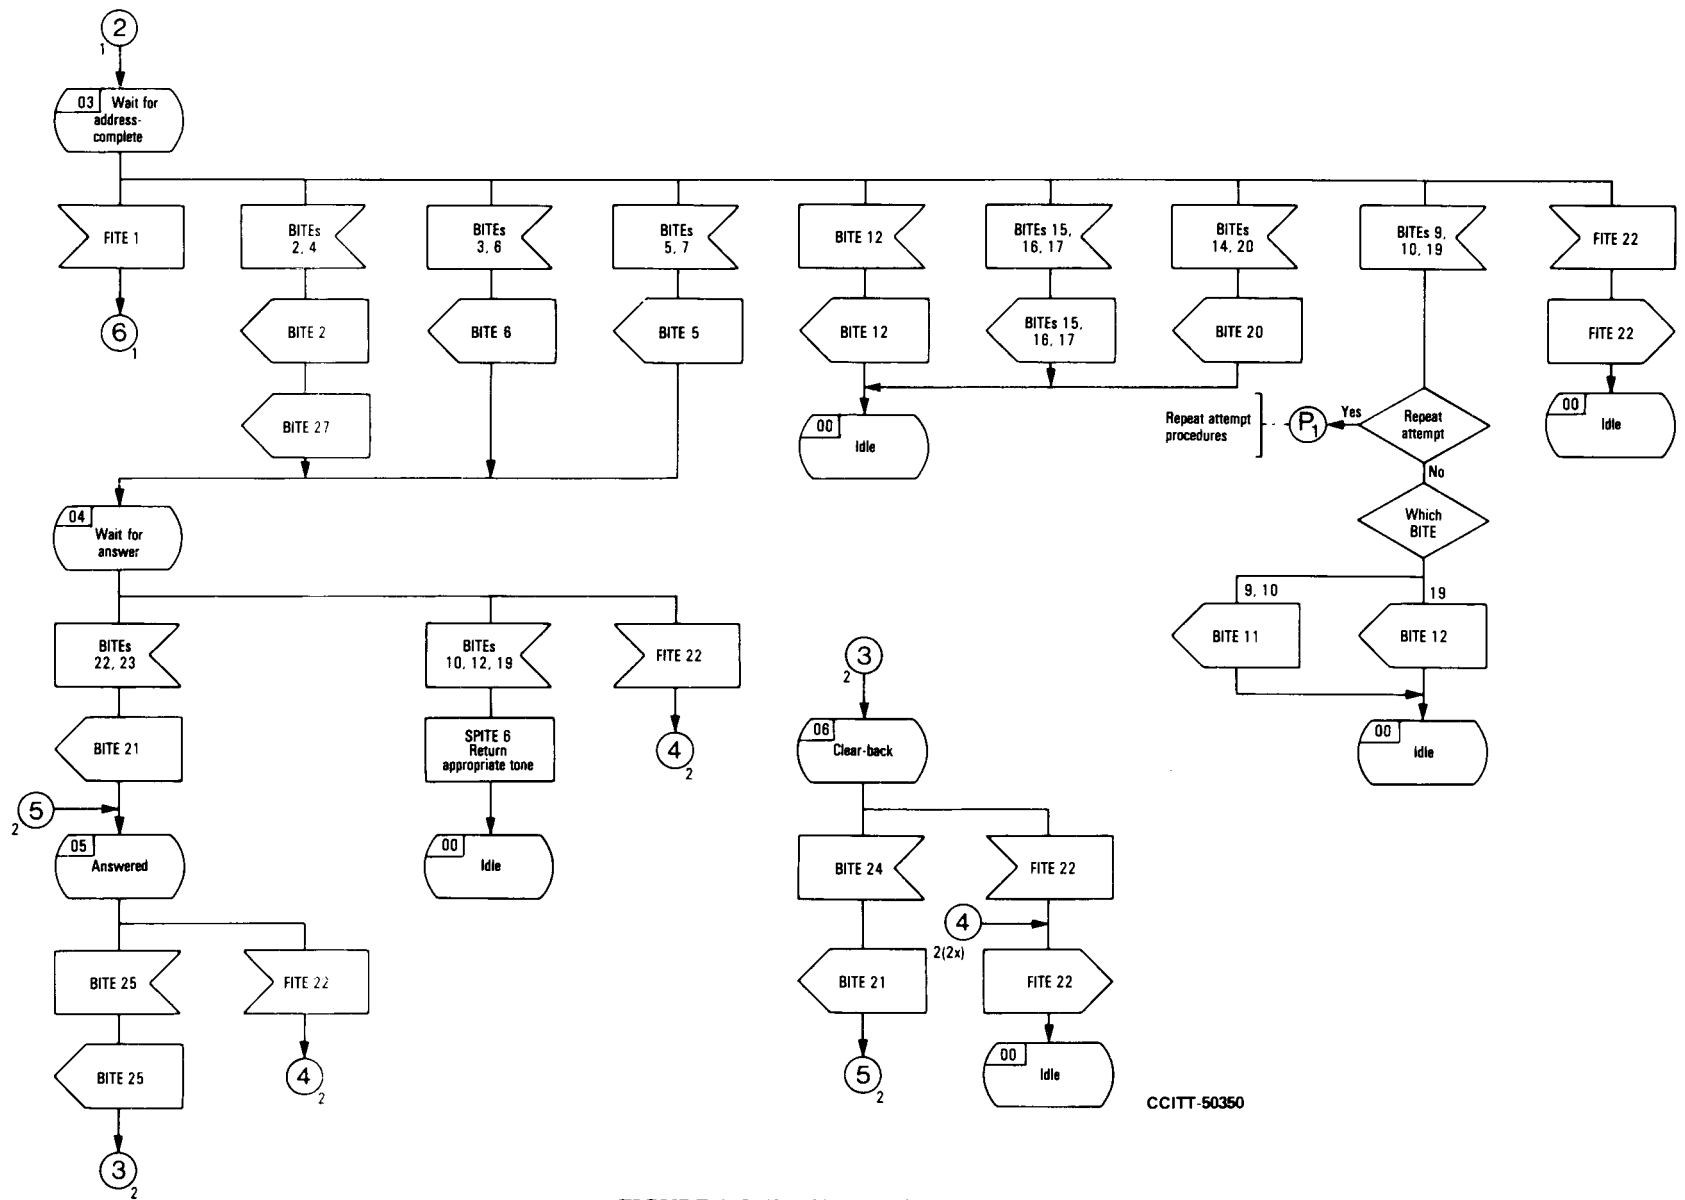 2
1
03 Wait for
address-
complete
FITE 1
BITEs
2, 4
BITEs
3, 6
BITEs
5, 7
BITE 12
BITEs 15,
16, 17
BITEs
14, 20
BITEs 9,
10, 19
FITE 22
6
1
BITE 2
BITE 6
BITE 5
BITE 12
BITEs 15,
16, 17
BITE 20
FITE 22
BITE 27
00
Idle
Repeat attempt
procedures
P1
Yes
Repeat
attempt
00
Idle
No
04
Wait for
answer
Which
BITE
9, 10
19
BITEs
22, 23
BITEs
10, 12, 19
FITE 22
3
2
BITE 11
BITE 12
BITE 21
SPITE 6
Return
appropriate tone
4
2
06
Clear-back
00
Idle
5
2
05
Answered
00
Idle
BITE 24
FITE 22
4
2(2x)
BITE 25
FITE 22
BITE 21
FITE 22
BITE 25
4
2
5
2
00
Idle
CCITT-50350
3
2